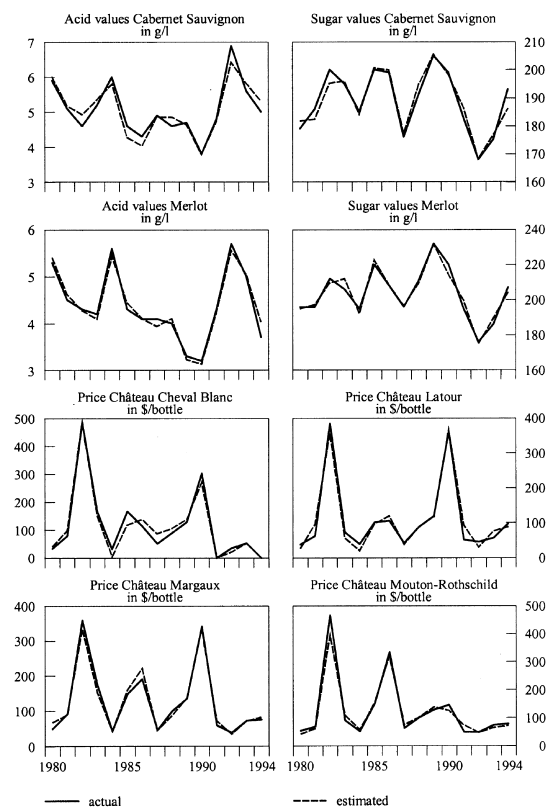 Acid values Cabernet Sauvignon
in g/l
7
6
5
4
3
Sugar values Cabernet Sauvignon
in g/l
210
200
190
180
170
160
Acid values Merlot
in g/l
6
5
4
3
Sugar values Merlot
in g/l
240
220
200
180
160
Price Château Cheval Blanc
in $/bottle
500
400
300
200
100
0
Price Château Latour
in $/bottle
400
300
200
100
0
Price Château Margaux
in $/bottle
400
300
200
100
0
1980 1985 1990 1994
Price Château Mouton-Rothschild
in $/bottle
500
400
300
200
100
0
1980 1985 1990 1994
actual estimated